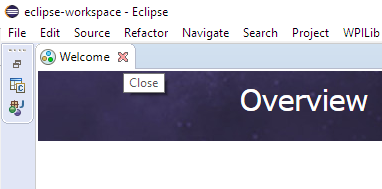 eclipse-workspace - Eclipse
File Edit Source Refactor Navigate Search Project WPILib
Welcome
Close
Overview